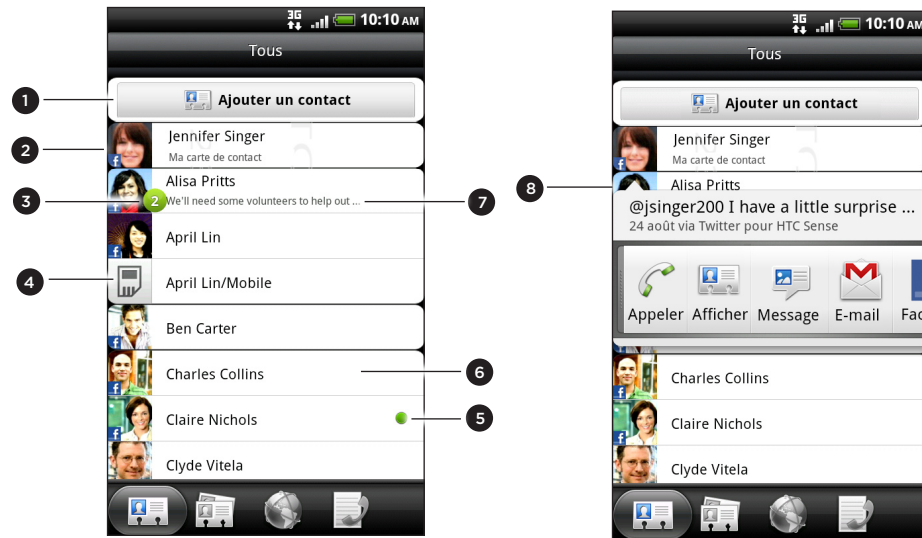 3G 10:10 AM
Tous
1
Ajouter un contact
2
Jennifer Singer
Ma carte de contact
3
Alisa Pritts
2
We'll need some volunteers to help out ...
7
April Lin
4
April Lin/Mobile
Ben Carter
Charles Collins
6
Claire Nichols
5
Clyde Vitela
3G 10:10 AM
Tous
Ajouter un contact
Jennifer Singer
Ma carte de contact
8
Alisa Pritts
@jsinger200 I have a little surprise ...
24 août via Twitter pour HTC Sense
Appeler Afficher Message E-mail Fac
Charles Collins
Claire Nichols
Clyde Vitela